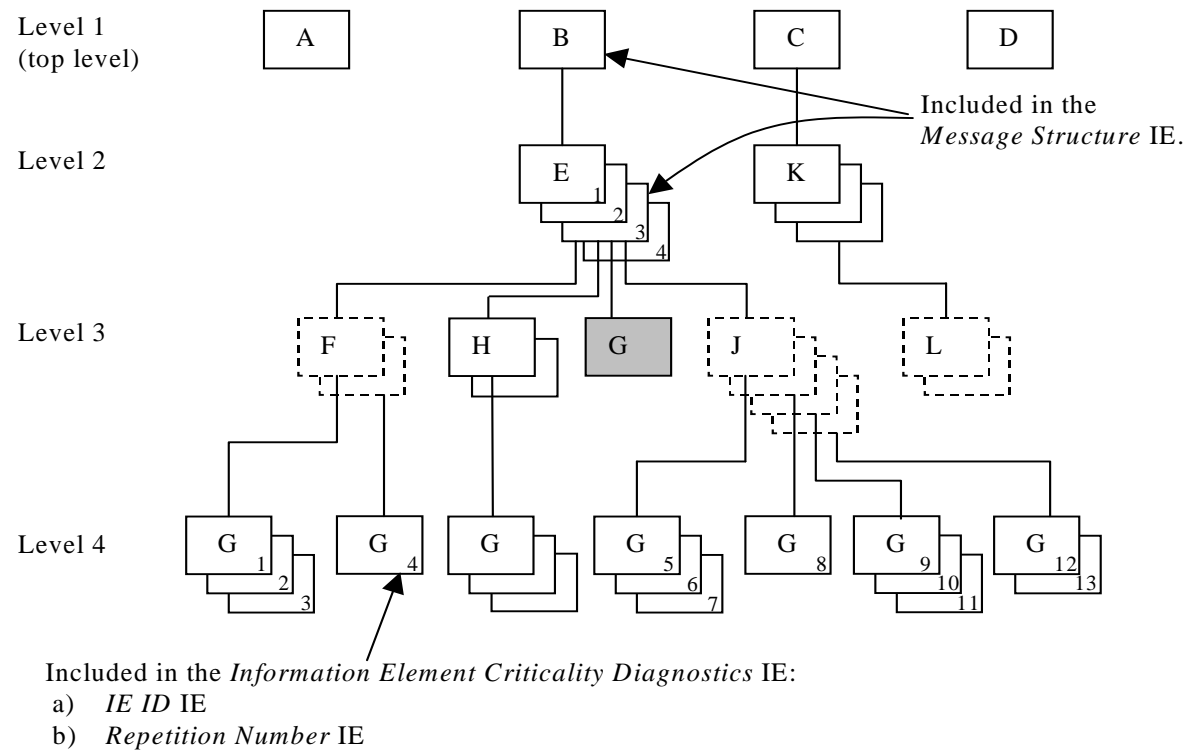 Level 1
(top level)
A
B
C
D
Included in the
Message Structure IE.
Level 2
E
1
2
3
4
K
Level 3
F
H
G
J
L
Level 4
G
1
2
3
G
4
G
G
5
6
7
G
8
G
9
10
11
G
12
13
Included in the Information Element Criticality Diagnostics IE:
a) IE ID IE
b) Repetition Number IE